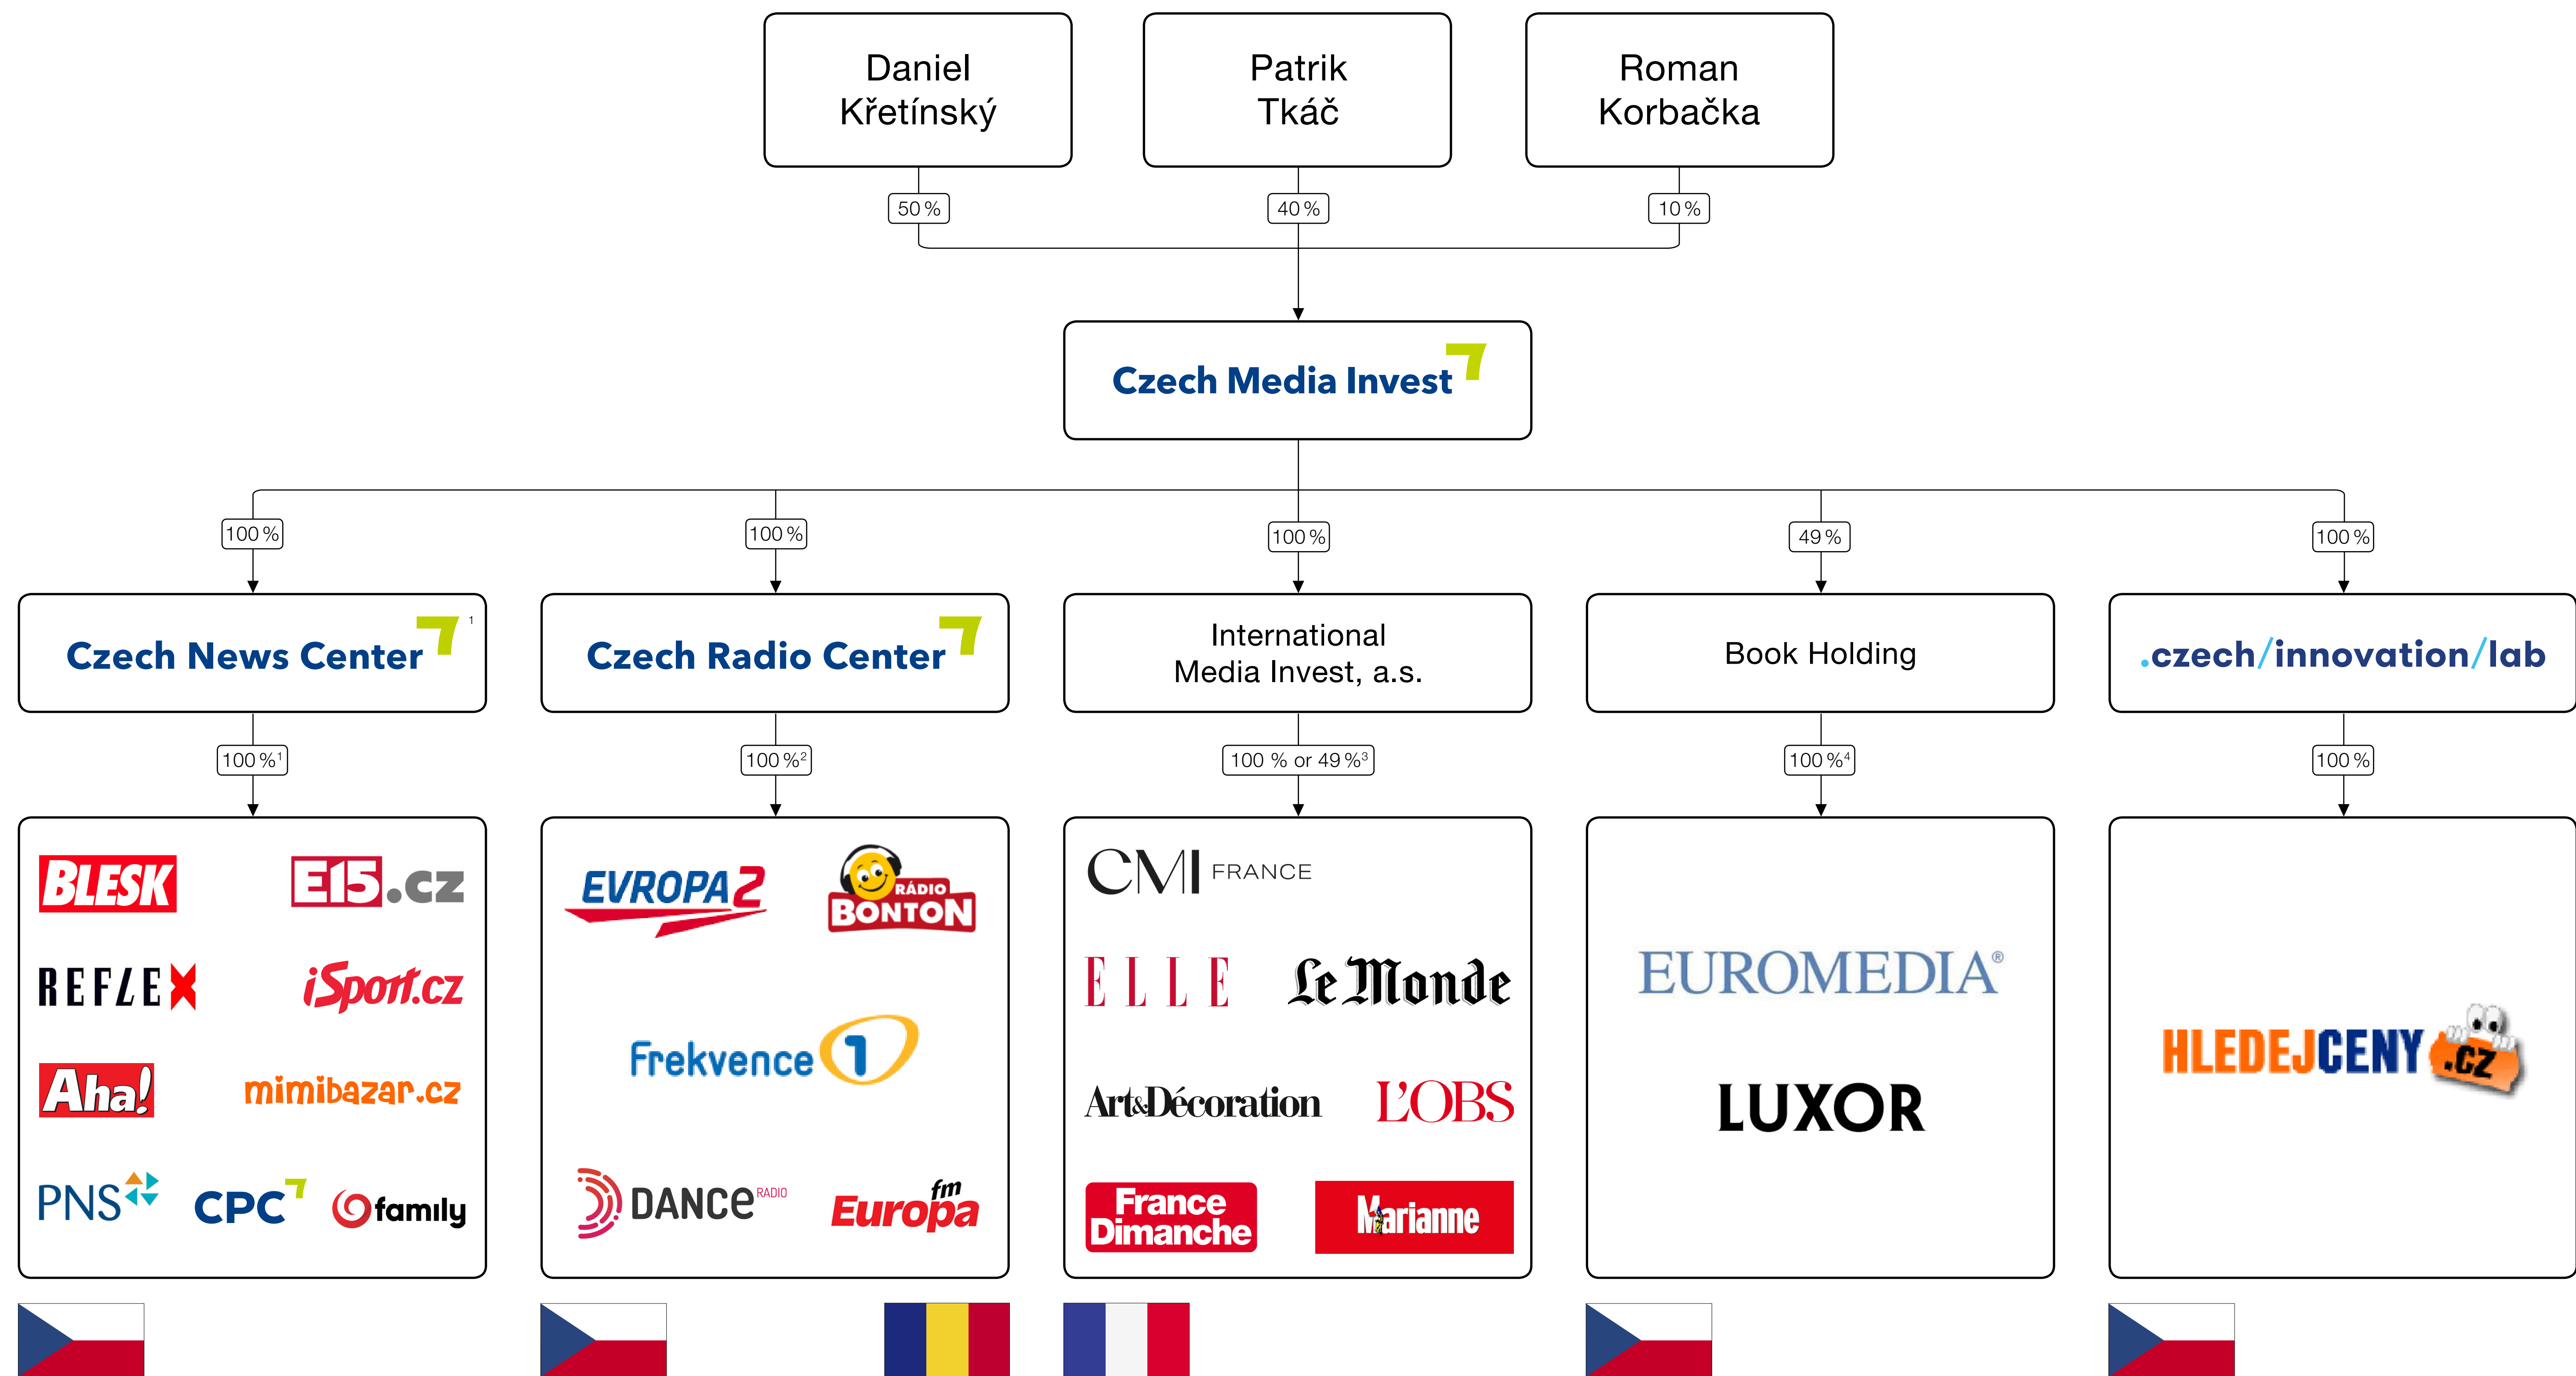 Daniel
Křetínský
Patrik
Tkáč
Roman
Korbačka
50 %
40 %
10 %
Czech Media Invest
100 %
100 %
100 %
49 %
100 %
Czech News Center 1
Czech Radio Center
International
Media Invest, a.s.
Book Holding
.czech/innovation/lab
100 %1
100 %2
100 % or 49 %3
100 %4
100 %
BLESK
E15.cz
REFLEX
iSport.cz
Aha!
mimibazar.cz
PNS
CPC
family
EVROPA 2
RÁDIO
BONTON
Frekvence 1
DANCE RADIO
fm
Europa
CMI FRANCE
ELLE
Le Monde
Art&Décoration
L'OBS
France
Dimanche
Marianne
EUROMEDIA®
LUXOR
HLEDEJCENY.CZ